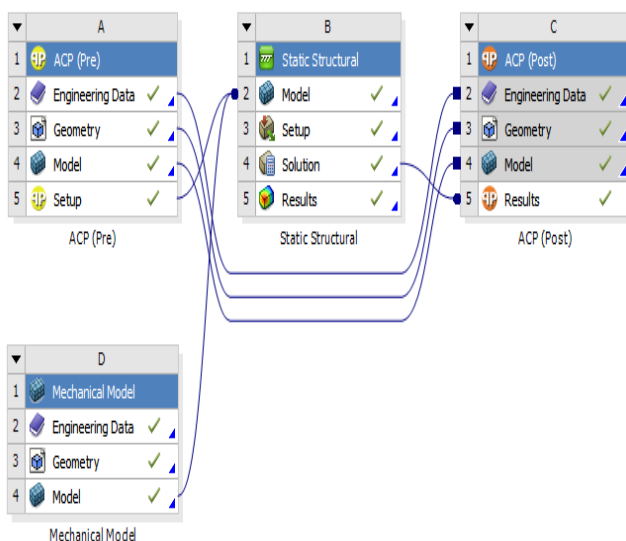 A
1 ACP (Pre)
2 Engineering Data
3 Geometry
4 Model
5 Setup
ACP (Pre)
B
1 Static Structural
2 Model
3 Setup
4 Solution
5 Results
Static Structural
C
1 ACP (Post)
2 Engineering Data
3 Geometry
4 Model
5 Results
ACP (Post)
D
1 Mechanical Model
2 Engineering Data
3 Geometry
4 Model
Mechanical Model